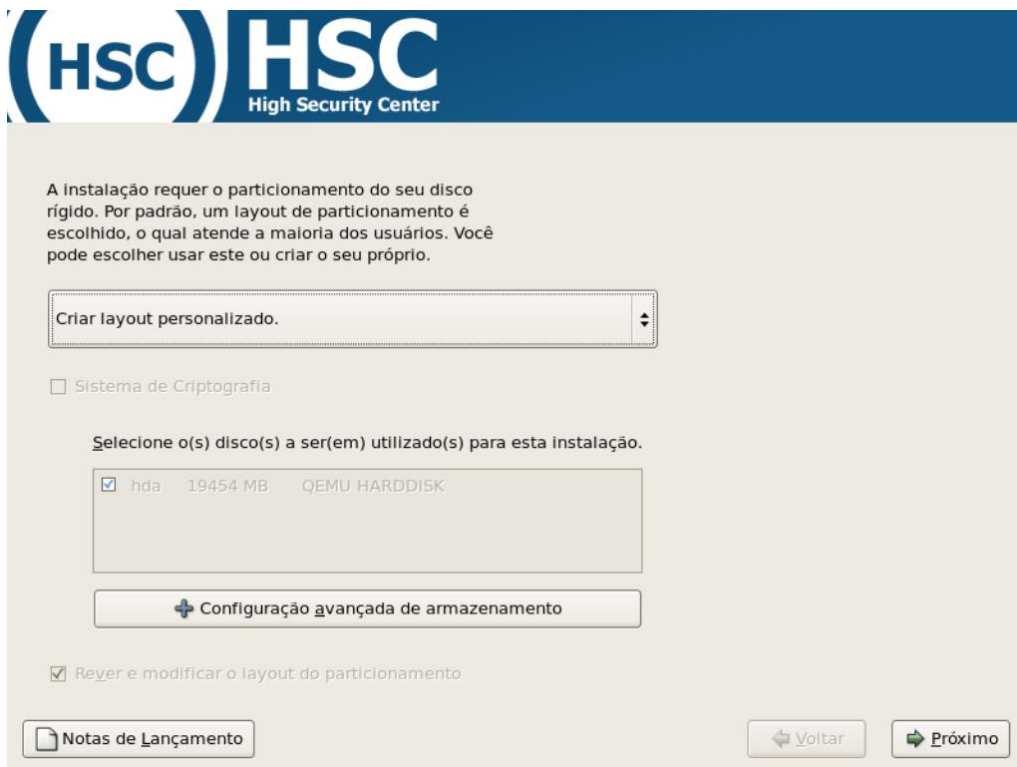 HSC
HSC
High Security Center
A instalação requer o particionamento do seu disco
rígido. Por padrão, um layout de particionamento é
escolhido, o qual atende a maioria dos usuários. Você
pode escolher usar este ou criar o seu próprio.
Criar layout personalizado.
Sistema de Criptografia
Selecione o(s) disco(s) a ser(em) utilizado(s) para esta instalação.
hda 19454 MB QEMU HARDDISK
Configuração avançada de armazenamento
Rever e modificar o layout do particionamento
Notas de Lançamento
Voltar
Próximo